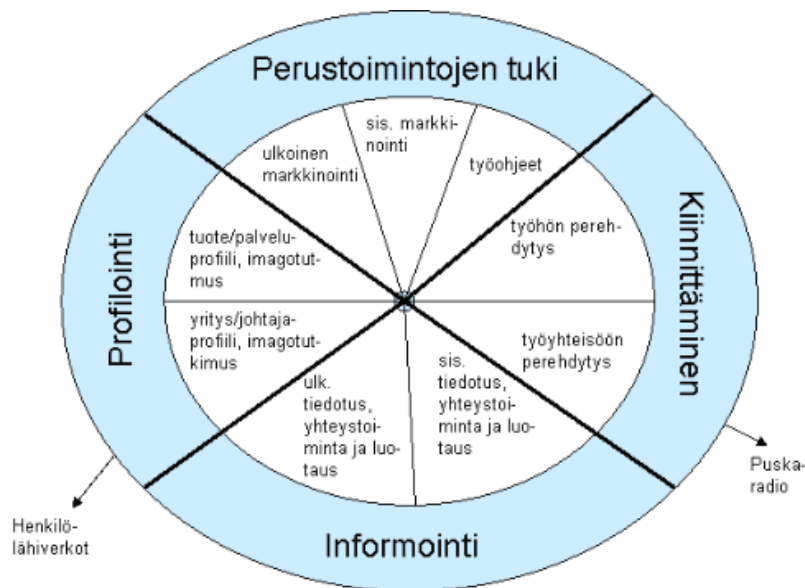 Perustoimintojen tuki
sis. markki-
nointi
ulkoinen
markkinointi
työohjeet
Kiinnittäminen
työhön pereh-
dytys
työyhteisöön
perehdytys
sis.
tiedotus,
yhteystoi-
minta ja luo-
taus
ulk.
tiedotus,
yhteystoi-
minta ja luo-
taus
yritys/johtaja-
profiili, imagotut-
kimus
tuote/palvelu-
profiili, imagotut-
mus
Profilointi
Informointi
Puska-
radio
Henkilö-
lähiverkot